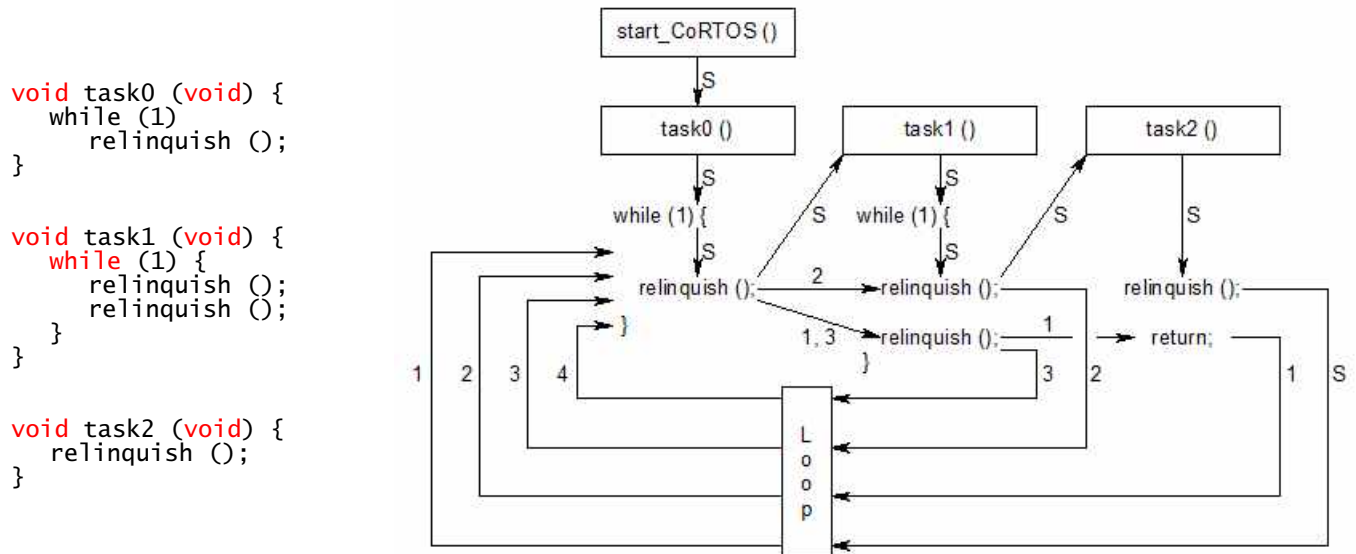 void task0 (void) {
while (1)
relinquish ();
}
void task1 (void) {
while (1) {
relinquish ();
relinquish ();
}
}
void task2 (void) {
relinquish ();
}
start_CoRTOS ()
S
task0 () task1 () task2 ()
S S
while (1) { S while (1) { S S
S S
relinquish (); 2 relinquish (); relinquish ();
} 1, 3 relinquish (); 1 return;
}
1 2 3 4 3 2 1 S
L
o
o
p